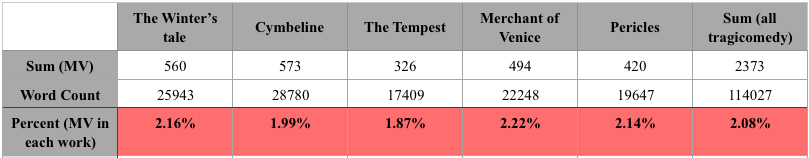 The Winter's tale Cymbeline The Tempest Merchant of Venice Pericles Sum (all tragicomedy)
Sum (MV) 560 573 326 494 420 2373
Word Count 25943 28780 17409 22248 19647 114027
Percent (MV in each work) 2.16% 1.99% 1.87% 2.22% 2.14% 2.08%